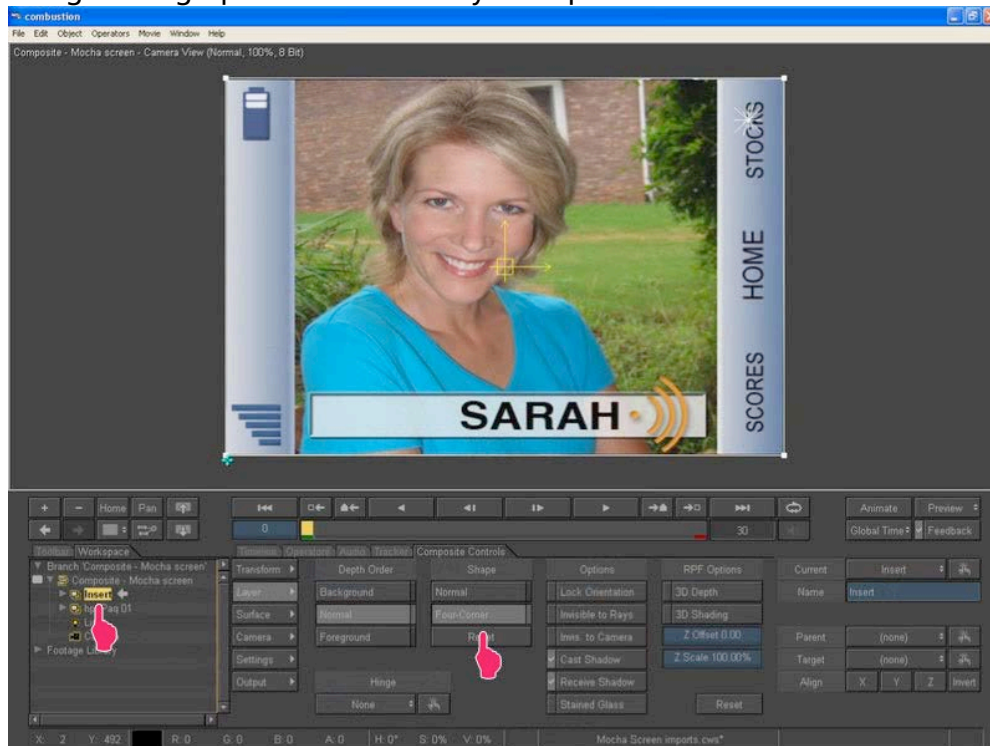 combustion
File Edit Object Operators Movie Window Help
Composite - Mocha screen - Camera View (Normal, 100%, 8 Bit)
STOCKS
HOME
SCORES
SARAH
+ - Home Pan
0 30
Animate Preview
Global Time Feedback
Toolbar Workspace
Timeline Operators Audio Tracker Composite Controls
Branch 'Composite - Mocha screen'
Composite - Mocha screen
Insert
Footage Library
Transform
Layer
Surface
Camera
Settings
Output
Depth Order
Background
Normal
Foreground
Hinge
None
Shape
Normal
Four-Corner
Reset
Options
Lock Orientation
Invisible to Rays
Invis. to Camera
Cast Shadow
Receive Shadow
Stained Glass
RPF Options
3D Depth
3D Shading
Z Offset 0.00
Z Scale 100.00%
Reset
Current Insert
Name Insert
Parent (none)
Target (none)
Align X Y Z Invert
X: 2 Y: 492 R: 0 G: 0 B: 0 A: 0 H: 0° S: 0% V: 0% Mocha Screen imports.cws*